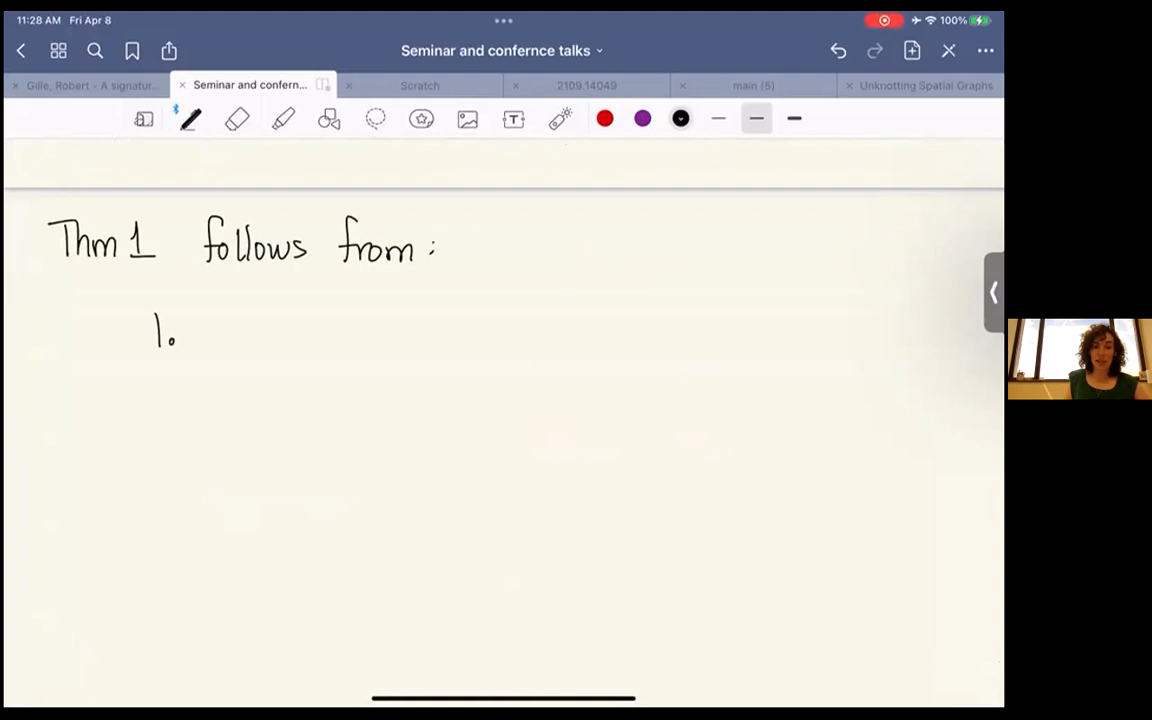 11:28 AM Fri Apr 8
100%
Seminar and confernce talks
Gille, Robert - A signatur...
Seminar and confern...
Scratch
2109.14049
main (5)
Unknotting Spatial Graphs
T
Thm 1 follows from:
1.